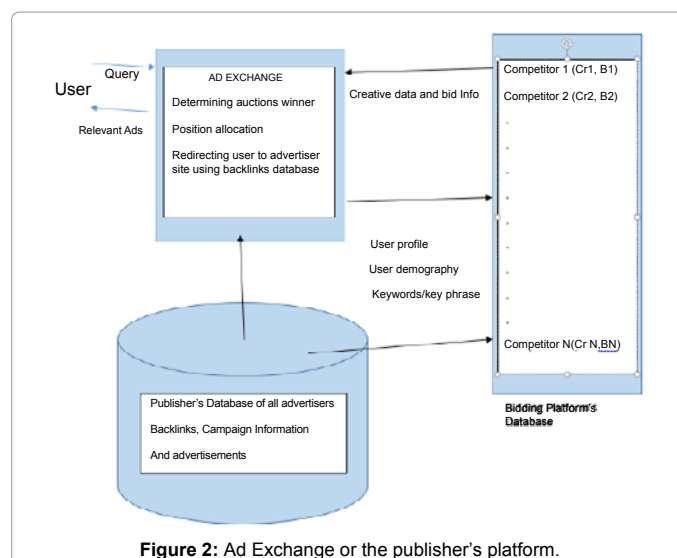 Query
User
Relevant Ads
AD EXCHANGE
Determining auctions winner
Position allocation
Redirecting user to advertiser
site using backlinks database
Creative data and bid Info
Competitor 1 (Cr1, B1)
Competitor 2 (Cr2, B2)
User profile
User demography
Keywords/key phrase
Competitor N(Cr N,BN)
Bidding Platform's
Database
Publisher's Database of all advertisers
Backlinks, Campaign Information
And advertisements
Figure 2: Ad Exchange or the publisher's platform.